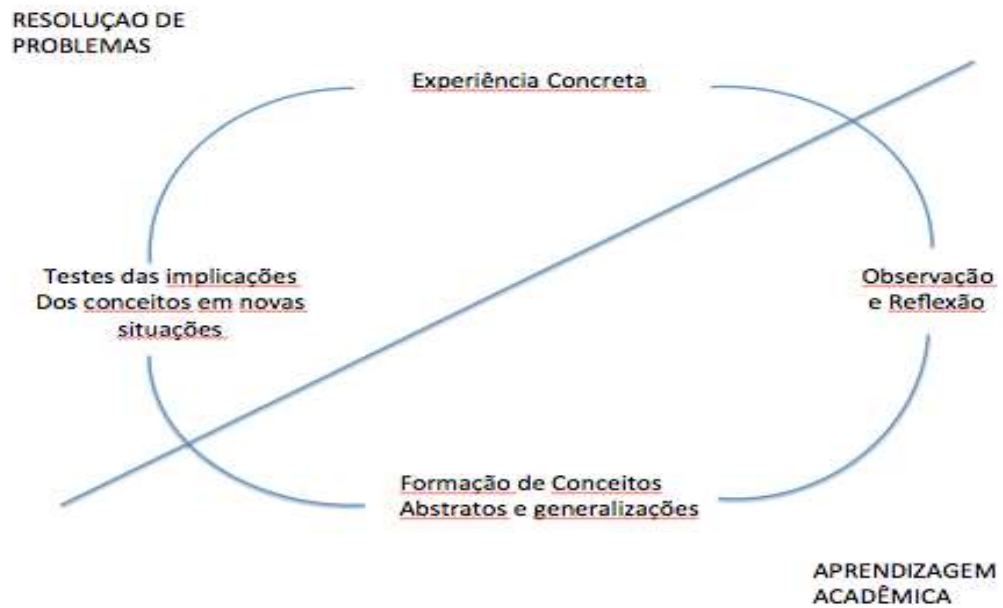 RESOLUÇAO DE
PROBLEMAS
Experiência Concreta
Testes das implicações
Dos conceitos em novas
situações
Observação
e Reflexão
Formação de Conceitos
Abstratos e generalizações
APRENDIZAGEM
ACADÊMICA